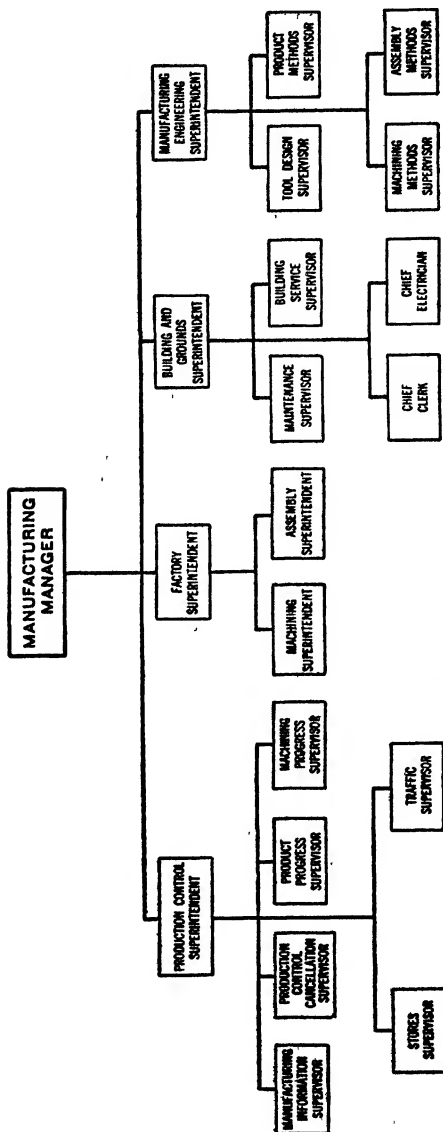 MANUFACTURING
MANAGER
PRODUCTION CONTROL
SUPERINTENDENT
FACTORY
SUPERINTENDENT
BUILDING AND
GROUNDS
SUPERINTENDENT
MANUFACTURING
ENGINEERING
SUPERINTENDENT
MANUFACTURING
INFORMATION
SUPERVISOR
PRODUCTION
CONTROL
CANCELLATION
SUPERVISOR
PRODUCT
PROGRESS
SUPERVISOR
MACHINING
PROGRESS
SUPERVISOR
MACHINING
SUPERINTENDENT
ASSEMBLY
SUPERINTENDENT
MAINTENANCE
SUPERVISOR
BUILDING
SERVICE
SUPERVISOR
TOOL DESIGN
SUPERVISOR
PRODUCT
METHODS
SUPERVISOR
STORES
SUPERVISOR
TRAFFIC
SUPERVISOR
CHIEF
CLERK
CHIEF
ELECTRICIAN
MACHINING
METHODS
SUPERVISOR
ASSEMBLY
METHODS
SUPERVISOR